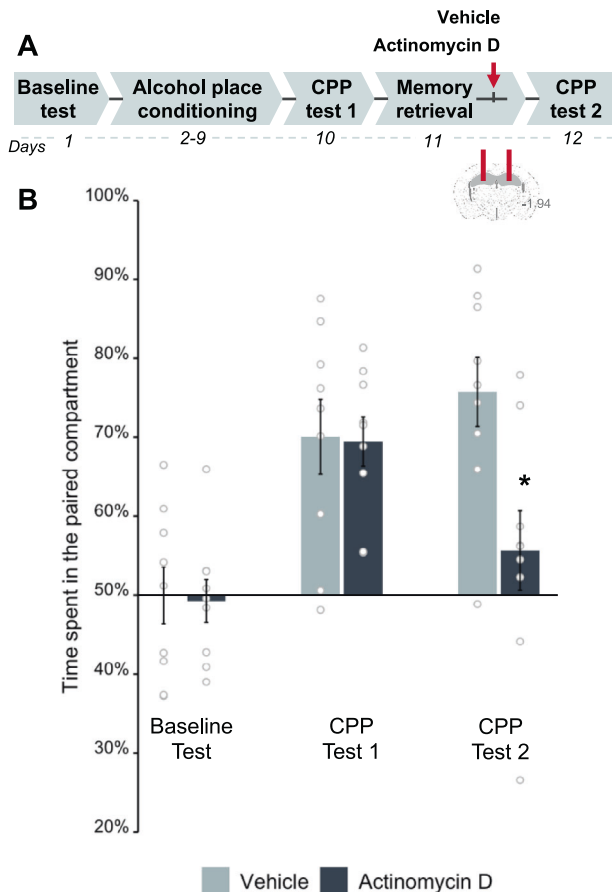 Vehicle
Actinomycin D
A
Baseline test
Alcohol place conditioning
CPP test 1
Memory retrieval
CPP test 2
Days
1
2-9
10
11
12
-1.94
B
100%
90%
80%
70%
60%
50%
40%
30%
20%
Time spent in the paired compartment
*
Baseline Test
CPP Test 1
CPP Test 2
Vehicle
Actinomycin D